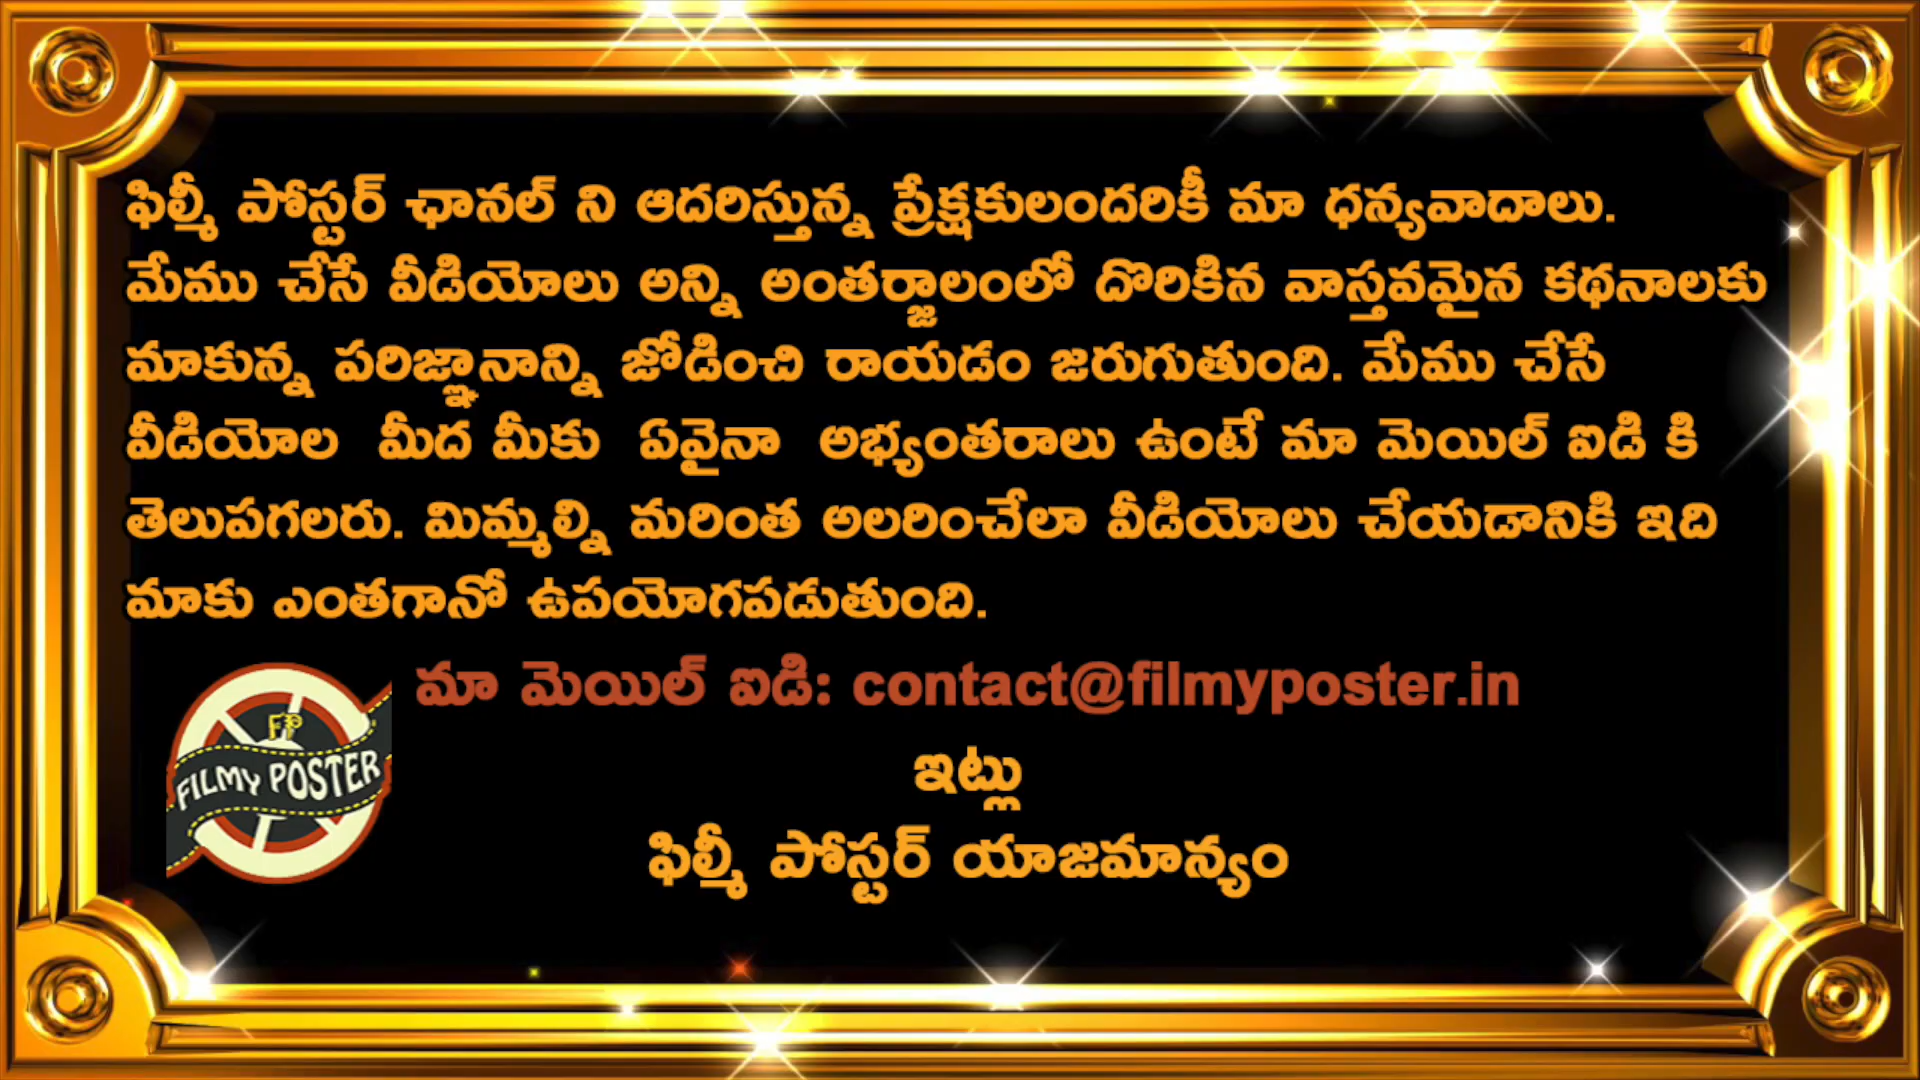 ఫిల్మీ పోస్టర్ ఛానల్ ని ఆదరిస్తున్న ప్రేక్షకులందరికీ మా ధన్యవాదాలు.
మేము చేసే వీడియోలు అన్ని అంతర్జాలంలో దొరికిన వాస్తవమైన కథనాలకు
మాకున్న పరిజ్ఞానాన్ని జోడించి రాయడం జరుగుతుంది. మేము చేసే
వీడియోల మీద మీకు ఏవైనా అభ్యంతరాలు ఉంటే మా మెయిల్ ఐడి కి
తెలుపగలరు. మిమ్మల్ని మరింత అలరించేలా వీడియోలు చేయడానికి ఇది
మాకు ఎంతగానో ఉపయోగపడుతుంది.
మా మెయిల్ ఐడి: contact@filmyposter.in
FP
FILMY POSTER
ఇట్లు
ఫిల్మీ పోస్టర్ యాజమాన్యం